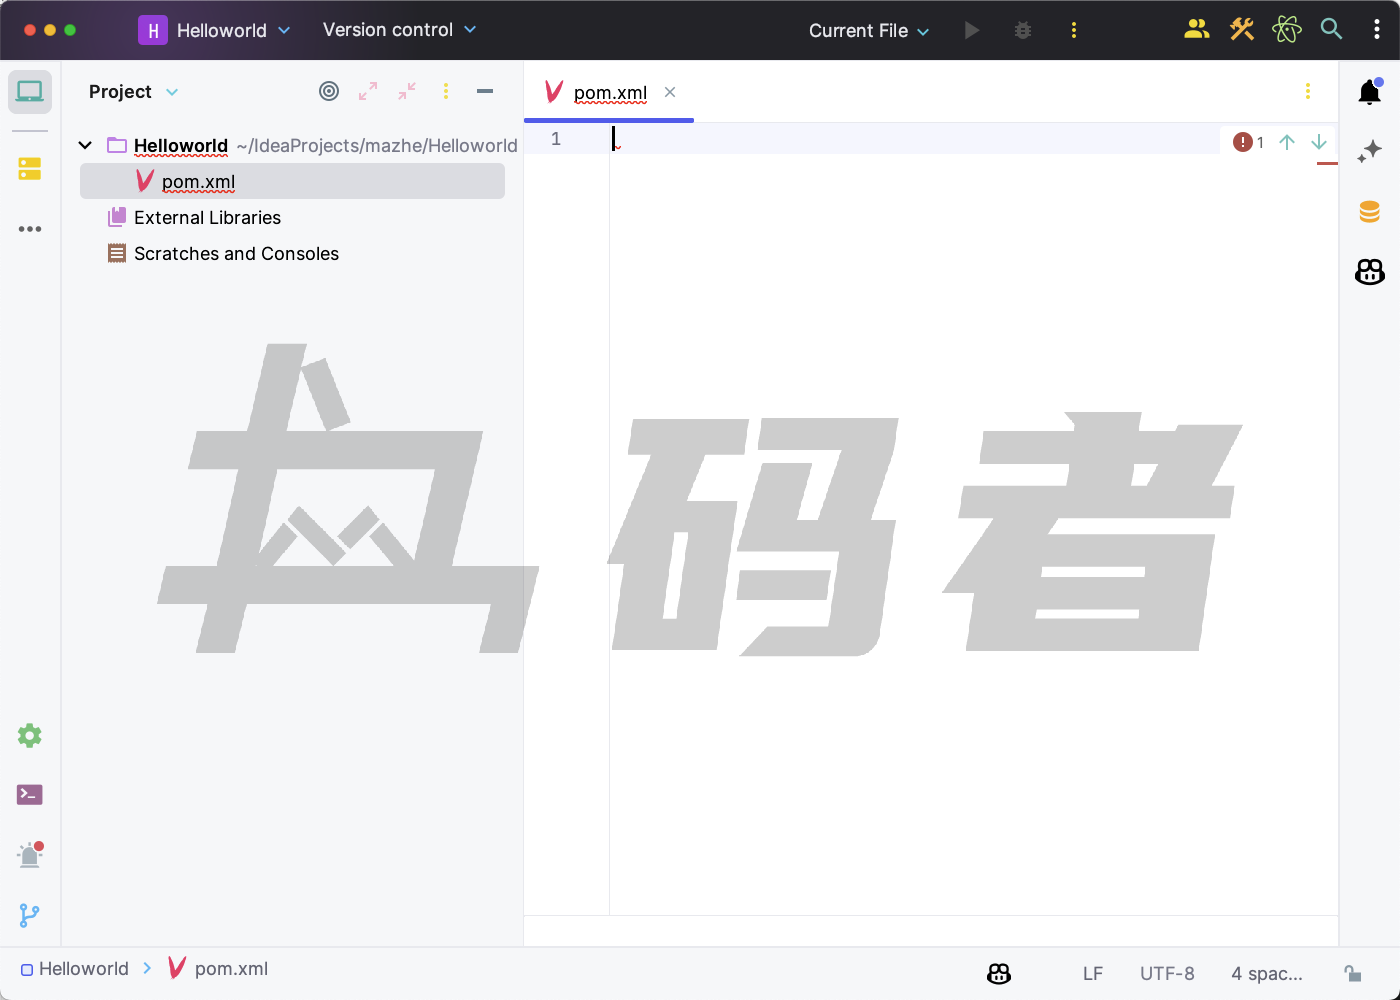 H Helloworld Version control Current File
Project
pom.xml
Helloworld ~/IdeaProjects/mazhe/Helloworld
1
1
pom.xml
External Libraries
Scratches and Consoles
码者
Helloworld pom.xml LF UTF-8 4 spac...